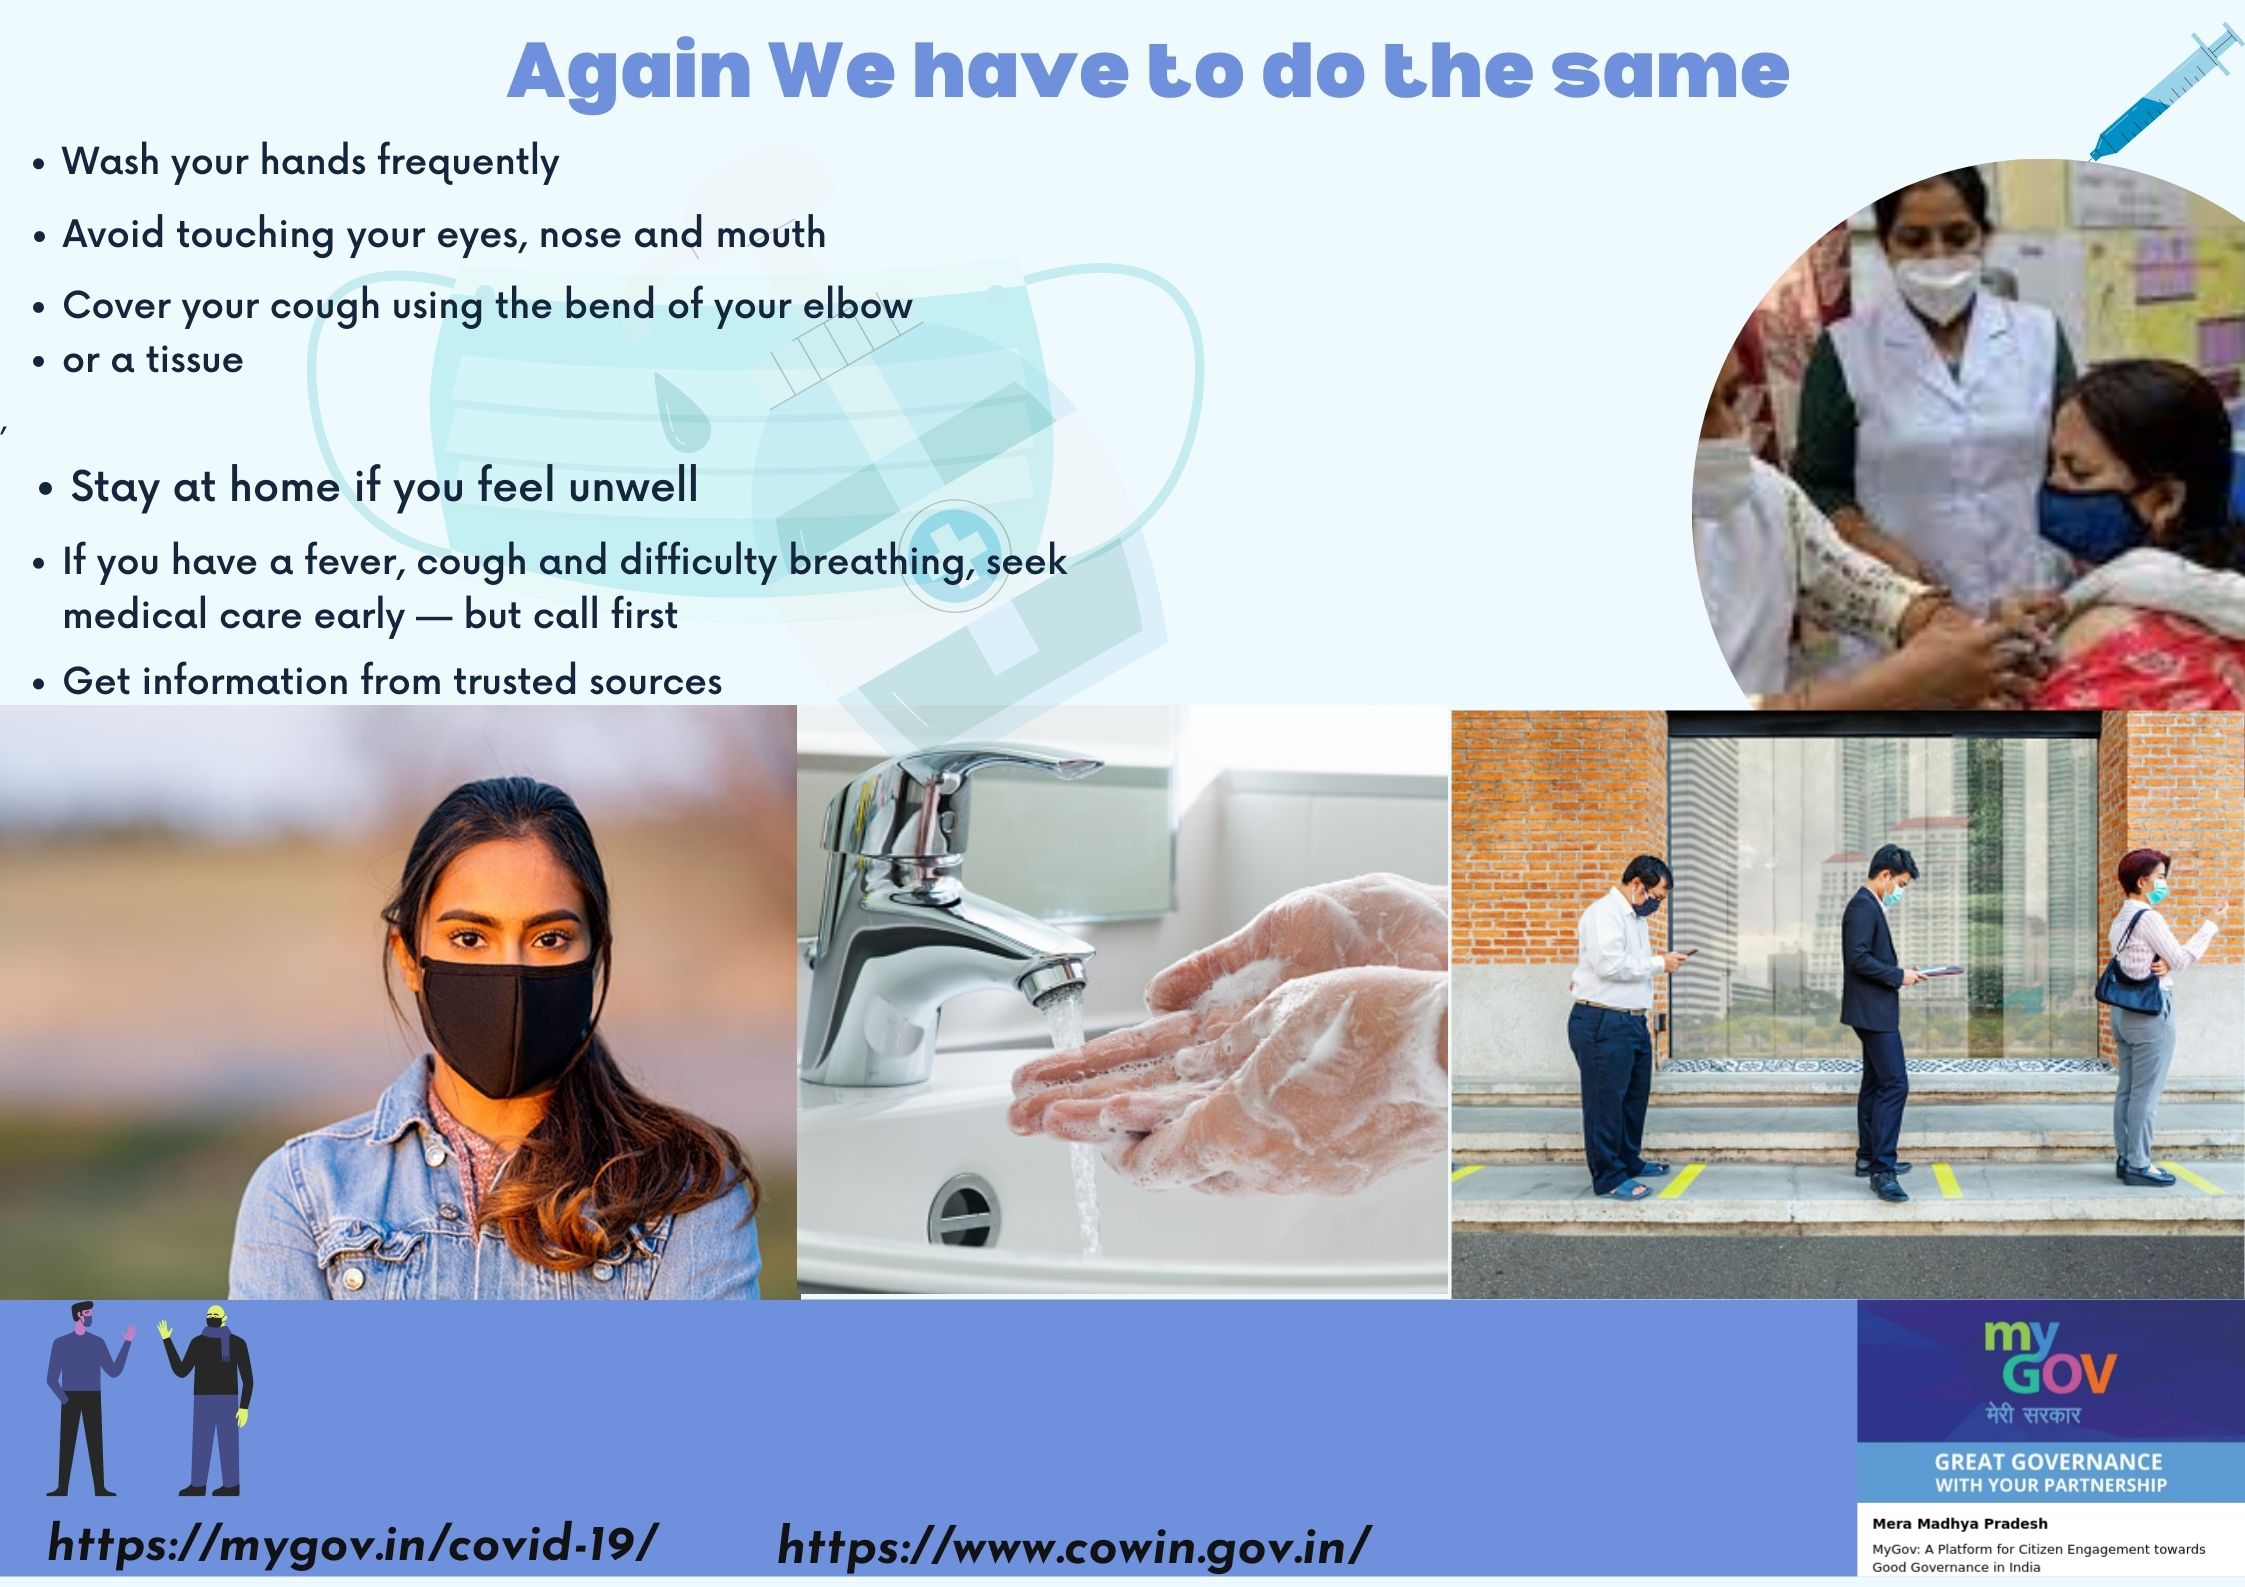 Again We have to do the same
• Wash your hands frequently
• Avoid touching your eyes, nose and mouth
• Cover your cough using the bend of your elbow
• or a tissue
,
• Stay at home if you feel unwell
• If you have a fever, cough and difficulty breathing, seek
medical care early — but call first
• Get information from trusted sources
https://mygov.in/covid-19/
https://www.cowin.gov.in/
my
GOV
मेरी सरकार
GREAT GOVERNANCE
WITH YOUR PARTNERSHIP
Mera Madhya Pradesh
MyGov: A Platform for Citizen Engagement towards
Good Governance in India